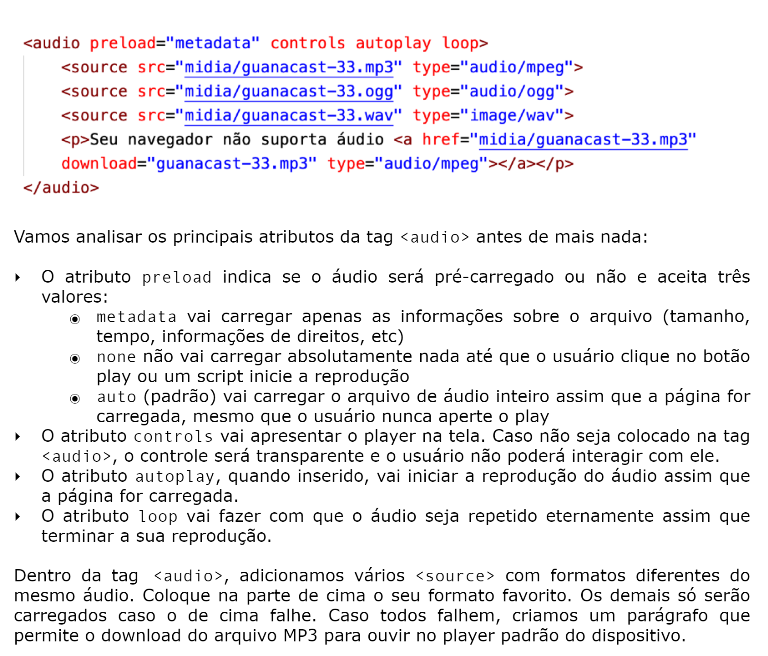 <audio preload="metadata" controls autoplay loop>
<source src="midia/guanacast-33.mp3" type="audio/mpeg">
<source src="midia/guanacast-33.ogg" type="audio/ogg">
<source src="midia/guanacast-33.wav" type="image/wav">
<p>Seu navegador não suporta áudio <a href="midia/guanacast-33.mp3"
download="guanacast-33.mp3" type="audio/mpeg"></a></p>
</audio>
Vamos analisar os principais atributos da tag <audio> antes de mais nada:
‣ O atributo preload indica se o áudio será pré-carregado ou não e aceita três
valores:
◉ metadata vai carregar apenas as informações sobre o arquivo (tamanho,
tempo, informações de direitos, etc)
◉ none não vai carregar absolutamente nada até que o usuário clique no botão
play ou um script inicie a reprodução
◉ auto (padrão) vai carregar o arquivo de áudio inteiro assim que a página for
carregada, mesmo que o usuário nunca aperte o play
‣ O atributo controls vai apresentar o player na tela. Caso não seja colocado na tag
<audio>, o controle será transparente e o usuário não poderá interagir com ele.
‣ O atributo autoplay, quando inserido, vai iniciar a reprodução do áudio assim que
a página for carregada.
‣ O atributo loop vai fazer com que o áudio seja repetido eternamente assim que
terminar a sua reprodução.
Dentro da tag <audio>, adicionamos vários <source> com formatos diferentes do
mesmo áudio. Coloque na parte de cima o seu formato favorito. Os demais só serão
carregados caso o de cima falhe. Caso todos falhem, criamos um parágrafo que
permite o download do arquivo MP3 para ouvir no player padrão do dispositivo.